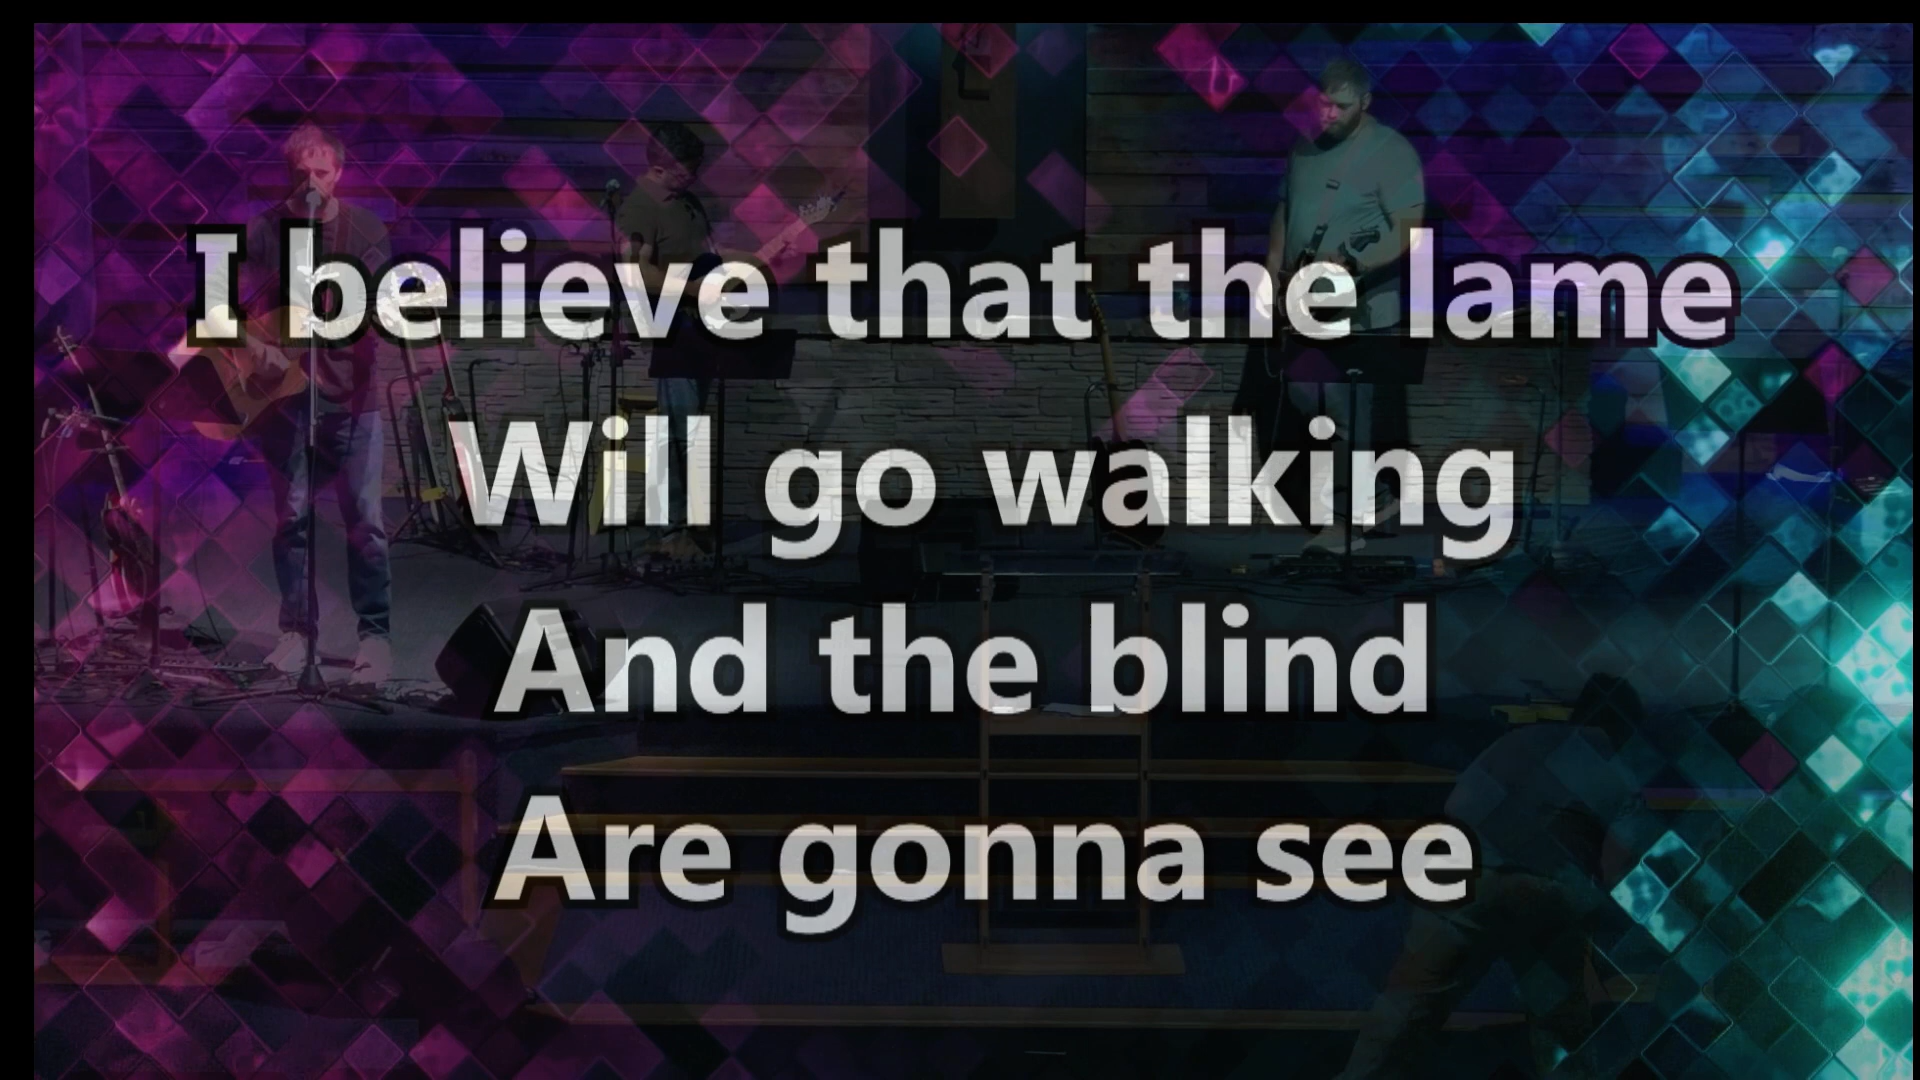 I believe that the lame
Will go walking
And the blind
Are gonna see